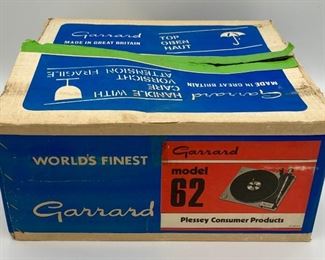 Garrard
MADE IN GREAT BRITAIN
TOP
OBEN
HAUT
HANDLE WITH
CARE
VORSICHT
ATTENTION FRAGILE
Garrard
MADE IN GREAT BRITAIN
WORLD'S FINEST
Garrard
Garrard
model
62
Plessey Consumer Products